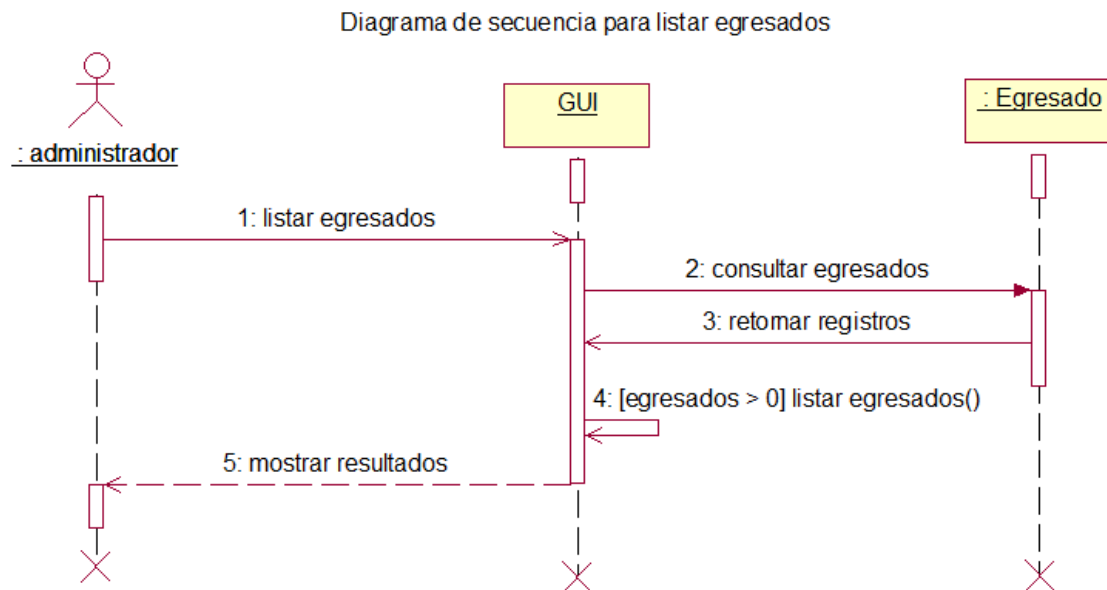 Diagrama de secuencia para listar egresados
GUI
: Egresado
: administrador
1: listar egresados
2: consultar egresados
3: retornar registros
4: [egresados > 0] listar egresados()
5: mostrar resultados